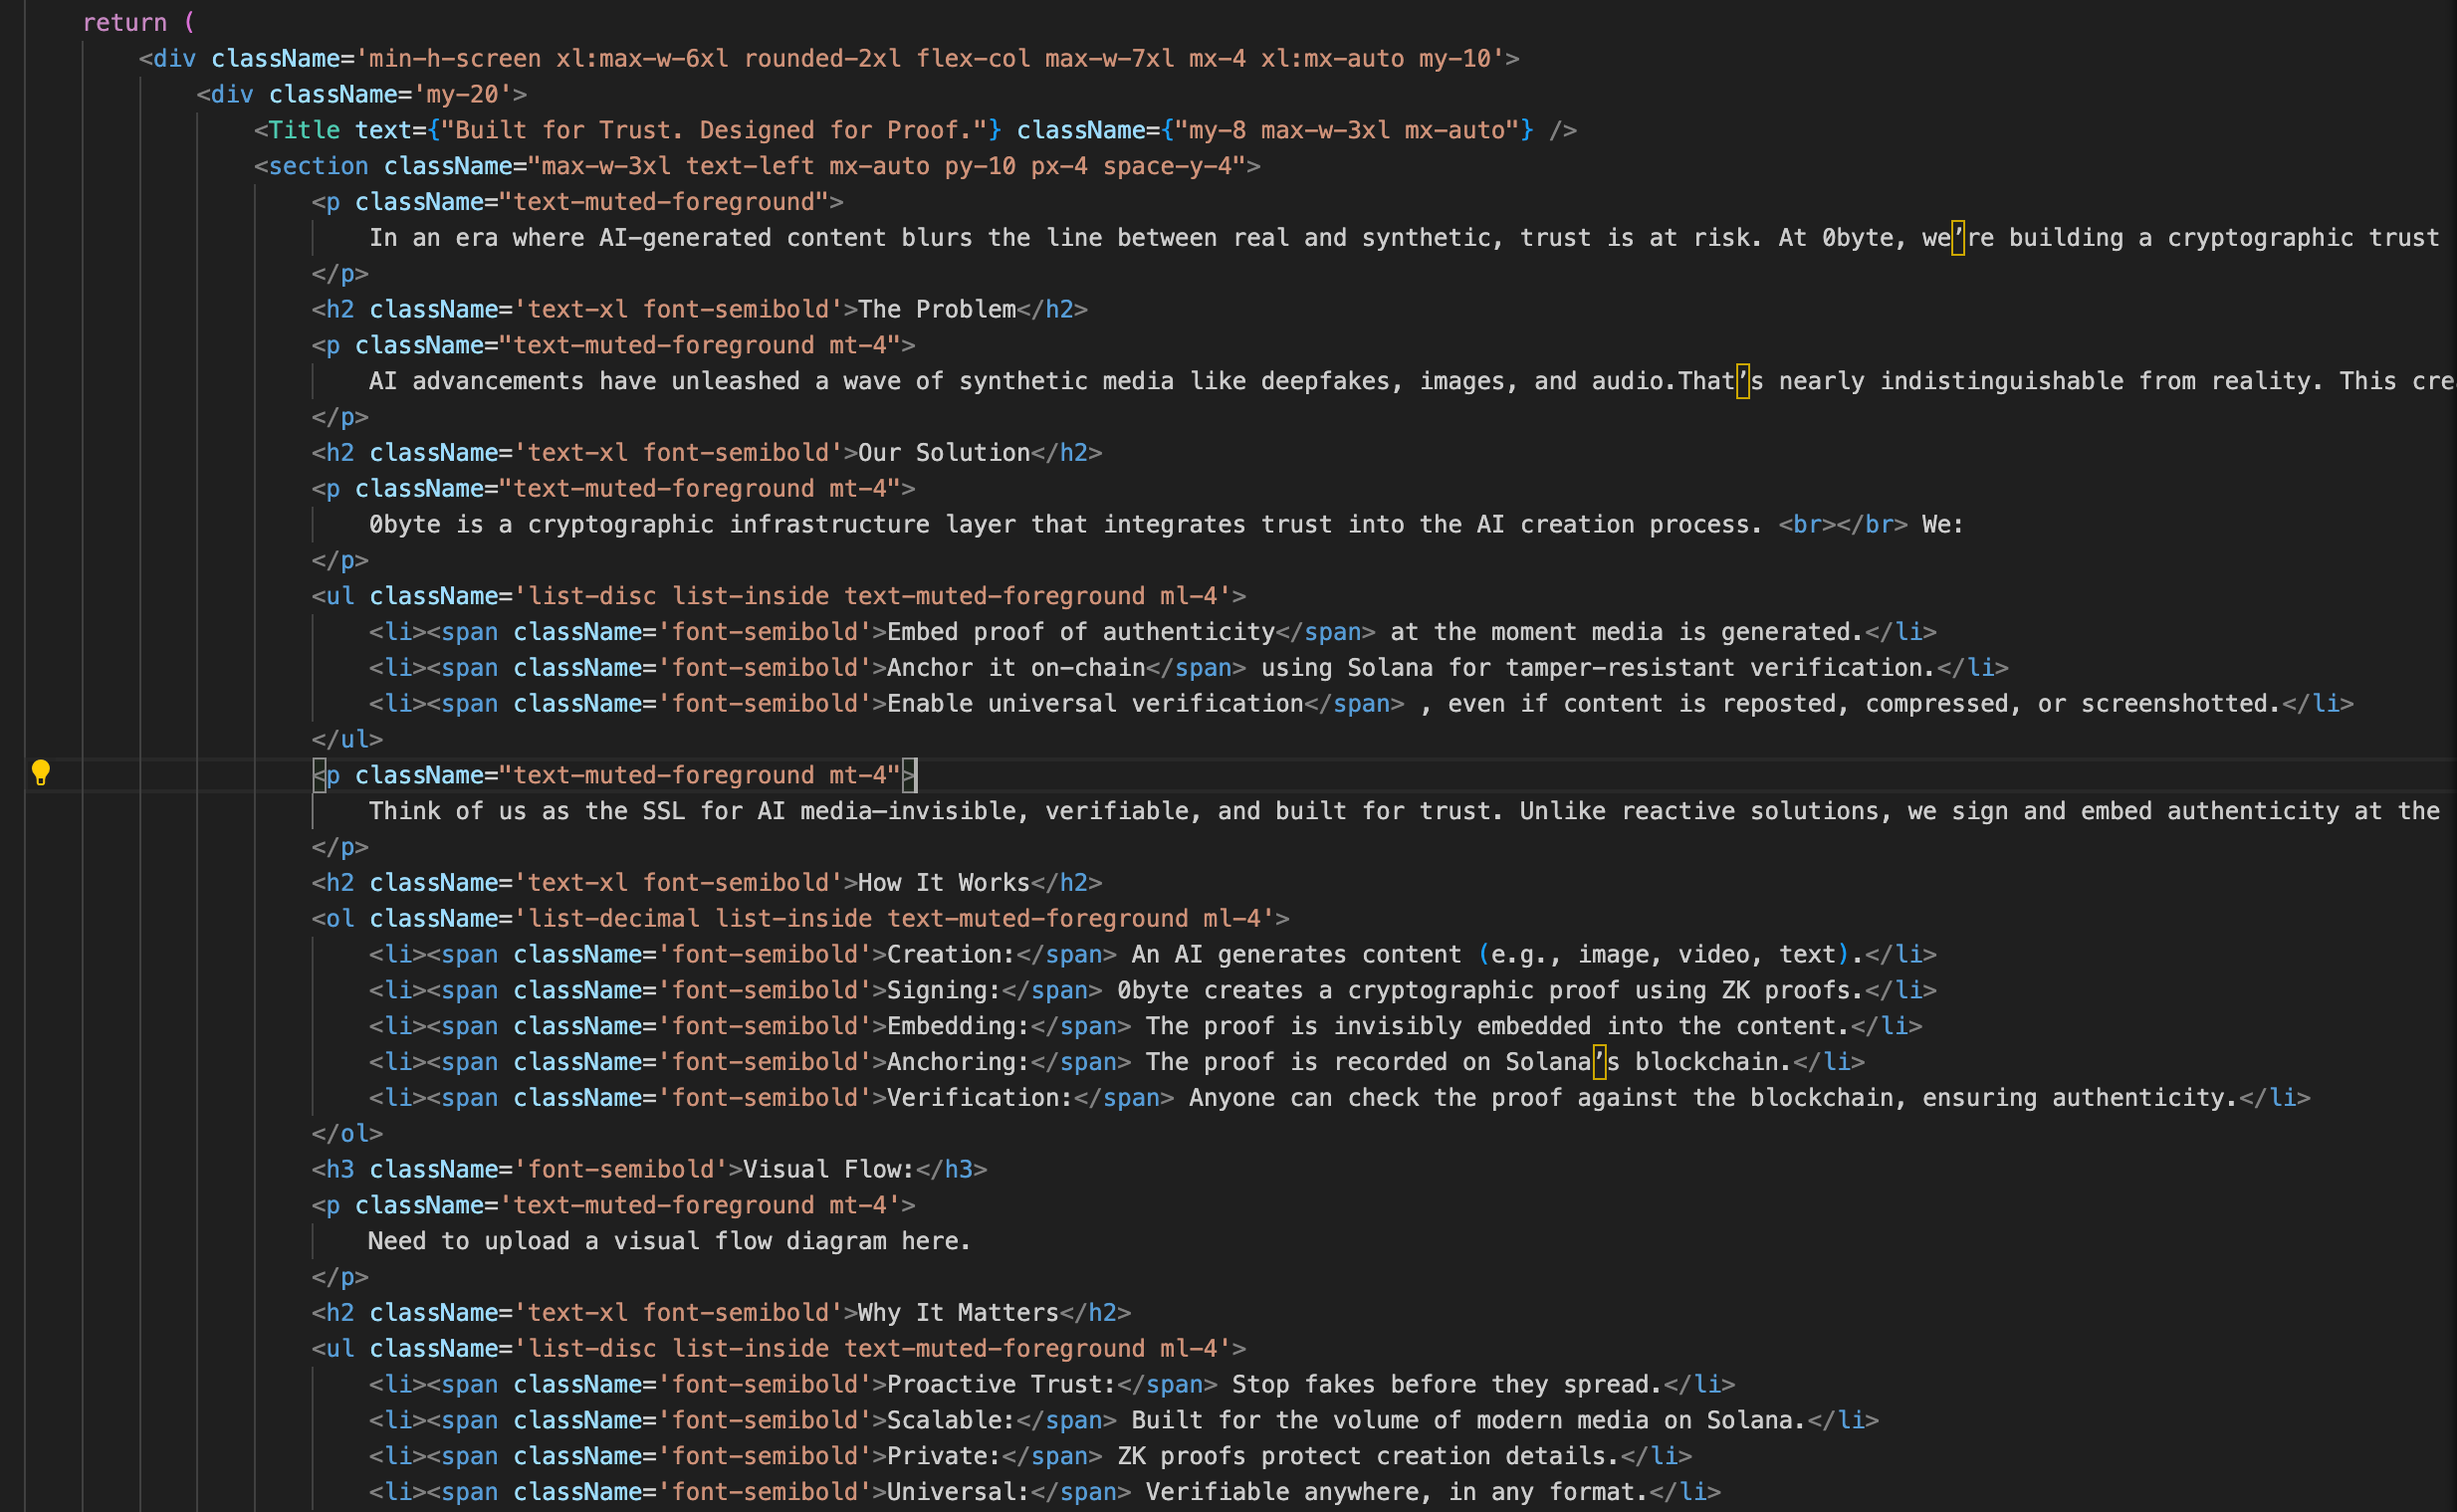 return (
<div className='min-h-screen xl:max-w-6xl rounded-2xl flex-col max-w-7xl mx-4 xl:mx-auto my-10'>
<div className='my-20'>
<Title text={"Built for Trust. Designed for Proof."} className={"my-8 max-w-3xl mx-auto"} />
<section className="max-w-3xl text-left mx-auto py-10 px-4 space-y-4">
<p className="text-muted-foreground">
In an era where AI-generated content blurs the line between real and synthetic, trust is at risk. At 0byte, we’re building a cryptographic trust
</p>
<h2 className='text-xl font-semibold'>The Problem</h2>
<p className="text-muted-foreground mt-4">
AI advancements have unleashed a wave of synthetic media like deepfakes, images, and audio.That’s nearly indistinguishable from reality. This cre
</p>
<h2 className='text-xl font-semibold'>Our Solution</h2>
<p className="text-muted-foreground mt-4">
0byte is a cryptographic infrastructure layer that integrates trust into the AI creation process. <br></br> We:
</p>
<ul className='list-disc list-inside text-muted-foreground ml-4'>
<li><span className='font-semibold'>Embed proof of authenticity</span> at the moment media is generated.</li>
<li><span className='font-semibold'>Anchor it on-chain</span> using Solana for tamper-resistant verification.</li>
<li><span className='font-semibold'>Enable universal verification</span> , even if content is reposted, compressed, or screenshotted.</li>
</ul>
<p className="text-muted-foreground mt-4">
Think of us as the SSL for AI media—invisible, verifiable, and built for trust. Unlike reactive solutions, we sign and embed authenticity at the
</p>
<h2 className='text-xl font-semibold'>How It Works</h2>
<ol className='list-decimal list-inside text-muted-foreground ml-4'>
<li><span className='font-semibold'>Creation:</span> An AI generates content (e.g., image, video, text).</li>
<li><span className='font-semibold'>Signing:</span> 0byte creates a cryptographic proof using ZK proofs.</li>
<li><span className='font-semibold'>Embedding:</span> The proof is invisibly embedded into the content.</li>
<li><span className='font-semibold'>Anchoring:</span> The proof is recorded on Solana’s blockchain.</li>
<li><span className='font-semibold'>Verification:</span> Anyone can check the proof against the blockchain, ensuring authenticity.</li>
</ol>
<h3 className='font-semibold'>Visual Flow:</h3>
<p className='text-muted-foreground mt-4'>
Need to upload a visual flow diagram here.
</p>
<h2 className='text-xl font-semibold'>Why It Matters</h2>
<ul className='list-disc list-inside text-muted-foreground ml-4'>
<li><span className='font-semibold'>Proactive Trust:</span> Stop fakes before they spread.</li>
<li><span className='font-semibold'>Scalable:</span> Built for the volume of modern media on Solana.</li>
<li><span className='font-semibold'>Private:</span> ZK proofs protect creation details.</li>
<li><span className='font-semibold'>Universal:</span> Verifiable anywhere, in any format.</li>